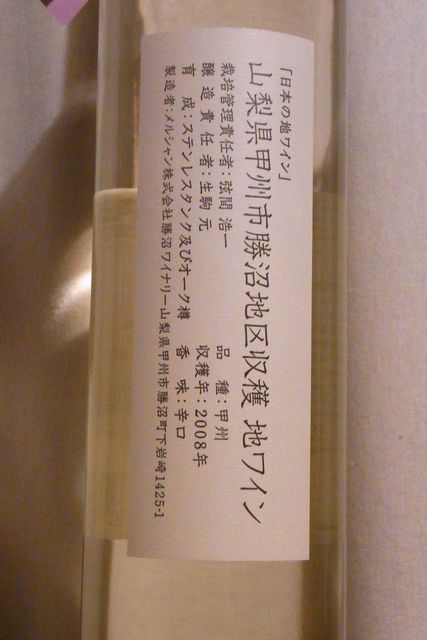 「日本の地ワイン」
山梨県甲州市勝沼地区収穫 地ワイン
栽培管理責任者：弦間 浩一 品 種：甲州
醸 造 責 任 者：生駒 元 収穫年：2008年
育 成：ステンレスタンク及びオーク樽 香 味：辛口
製造者：メルシャン株式会社勝沼ワイナリー山梨県甲州市勝沼町下岩崎1425-1